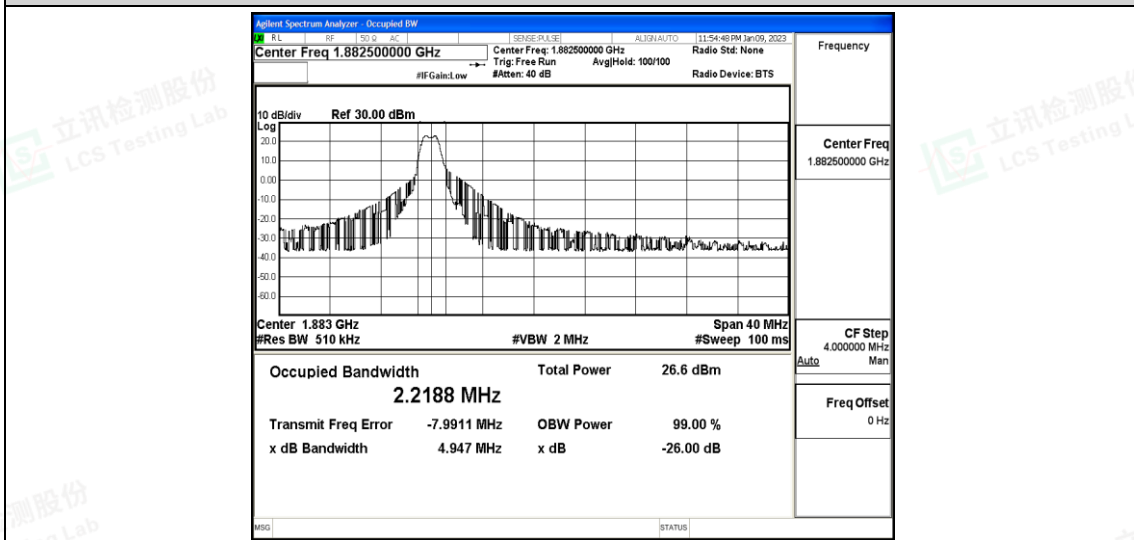 Agilent Spectrum Analyzer - Occupied BW
RL RF 50 Ω AC SENSE:PULSE ALIGN AUTO 11:54:48 PM Jan 09, 2023
Center Freq 1.882500000 GHz
Center Freq: 1.882500000 GHz
Radio Std: None
Trig: Free Run Avg|Hold: 100/100
#IFGain:Low
#Atten: 40 dB
Radio Device: BTS
10 dB/div Ref 30.00 dBm
Log
20.0
10.0
0.00
-10.0
-20.0
-30.0
-40.0
-50.0
-60.0
Center 1.883 GHz Span 40 MHz
#Res BW 510 kHz #VBW 2 MHz #Sweep 100 ms
Occupied Bandwidth Total Power 26.6 dBm
2.2188 MHz
Transmit Freq Error -7.9911 MHz OBW Power 99.00 %
x dB Bandwidth 4.947 MHz x dB -26.00 dB
MSG STATUS
Frequency
Center Freq
1.882500000 GHz
CF Step
4.000000 MHz
Auto Man
Freq Offset
0 Hz
立讯检测股份
LCS Testing Lab
立讯检测股份
LCS Testing L
测股份